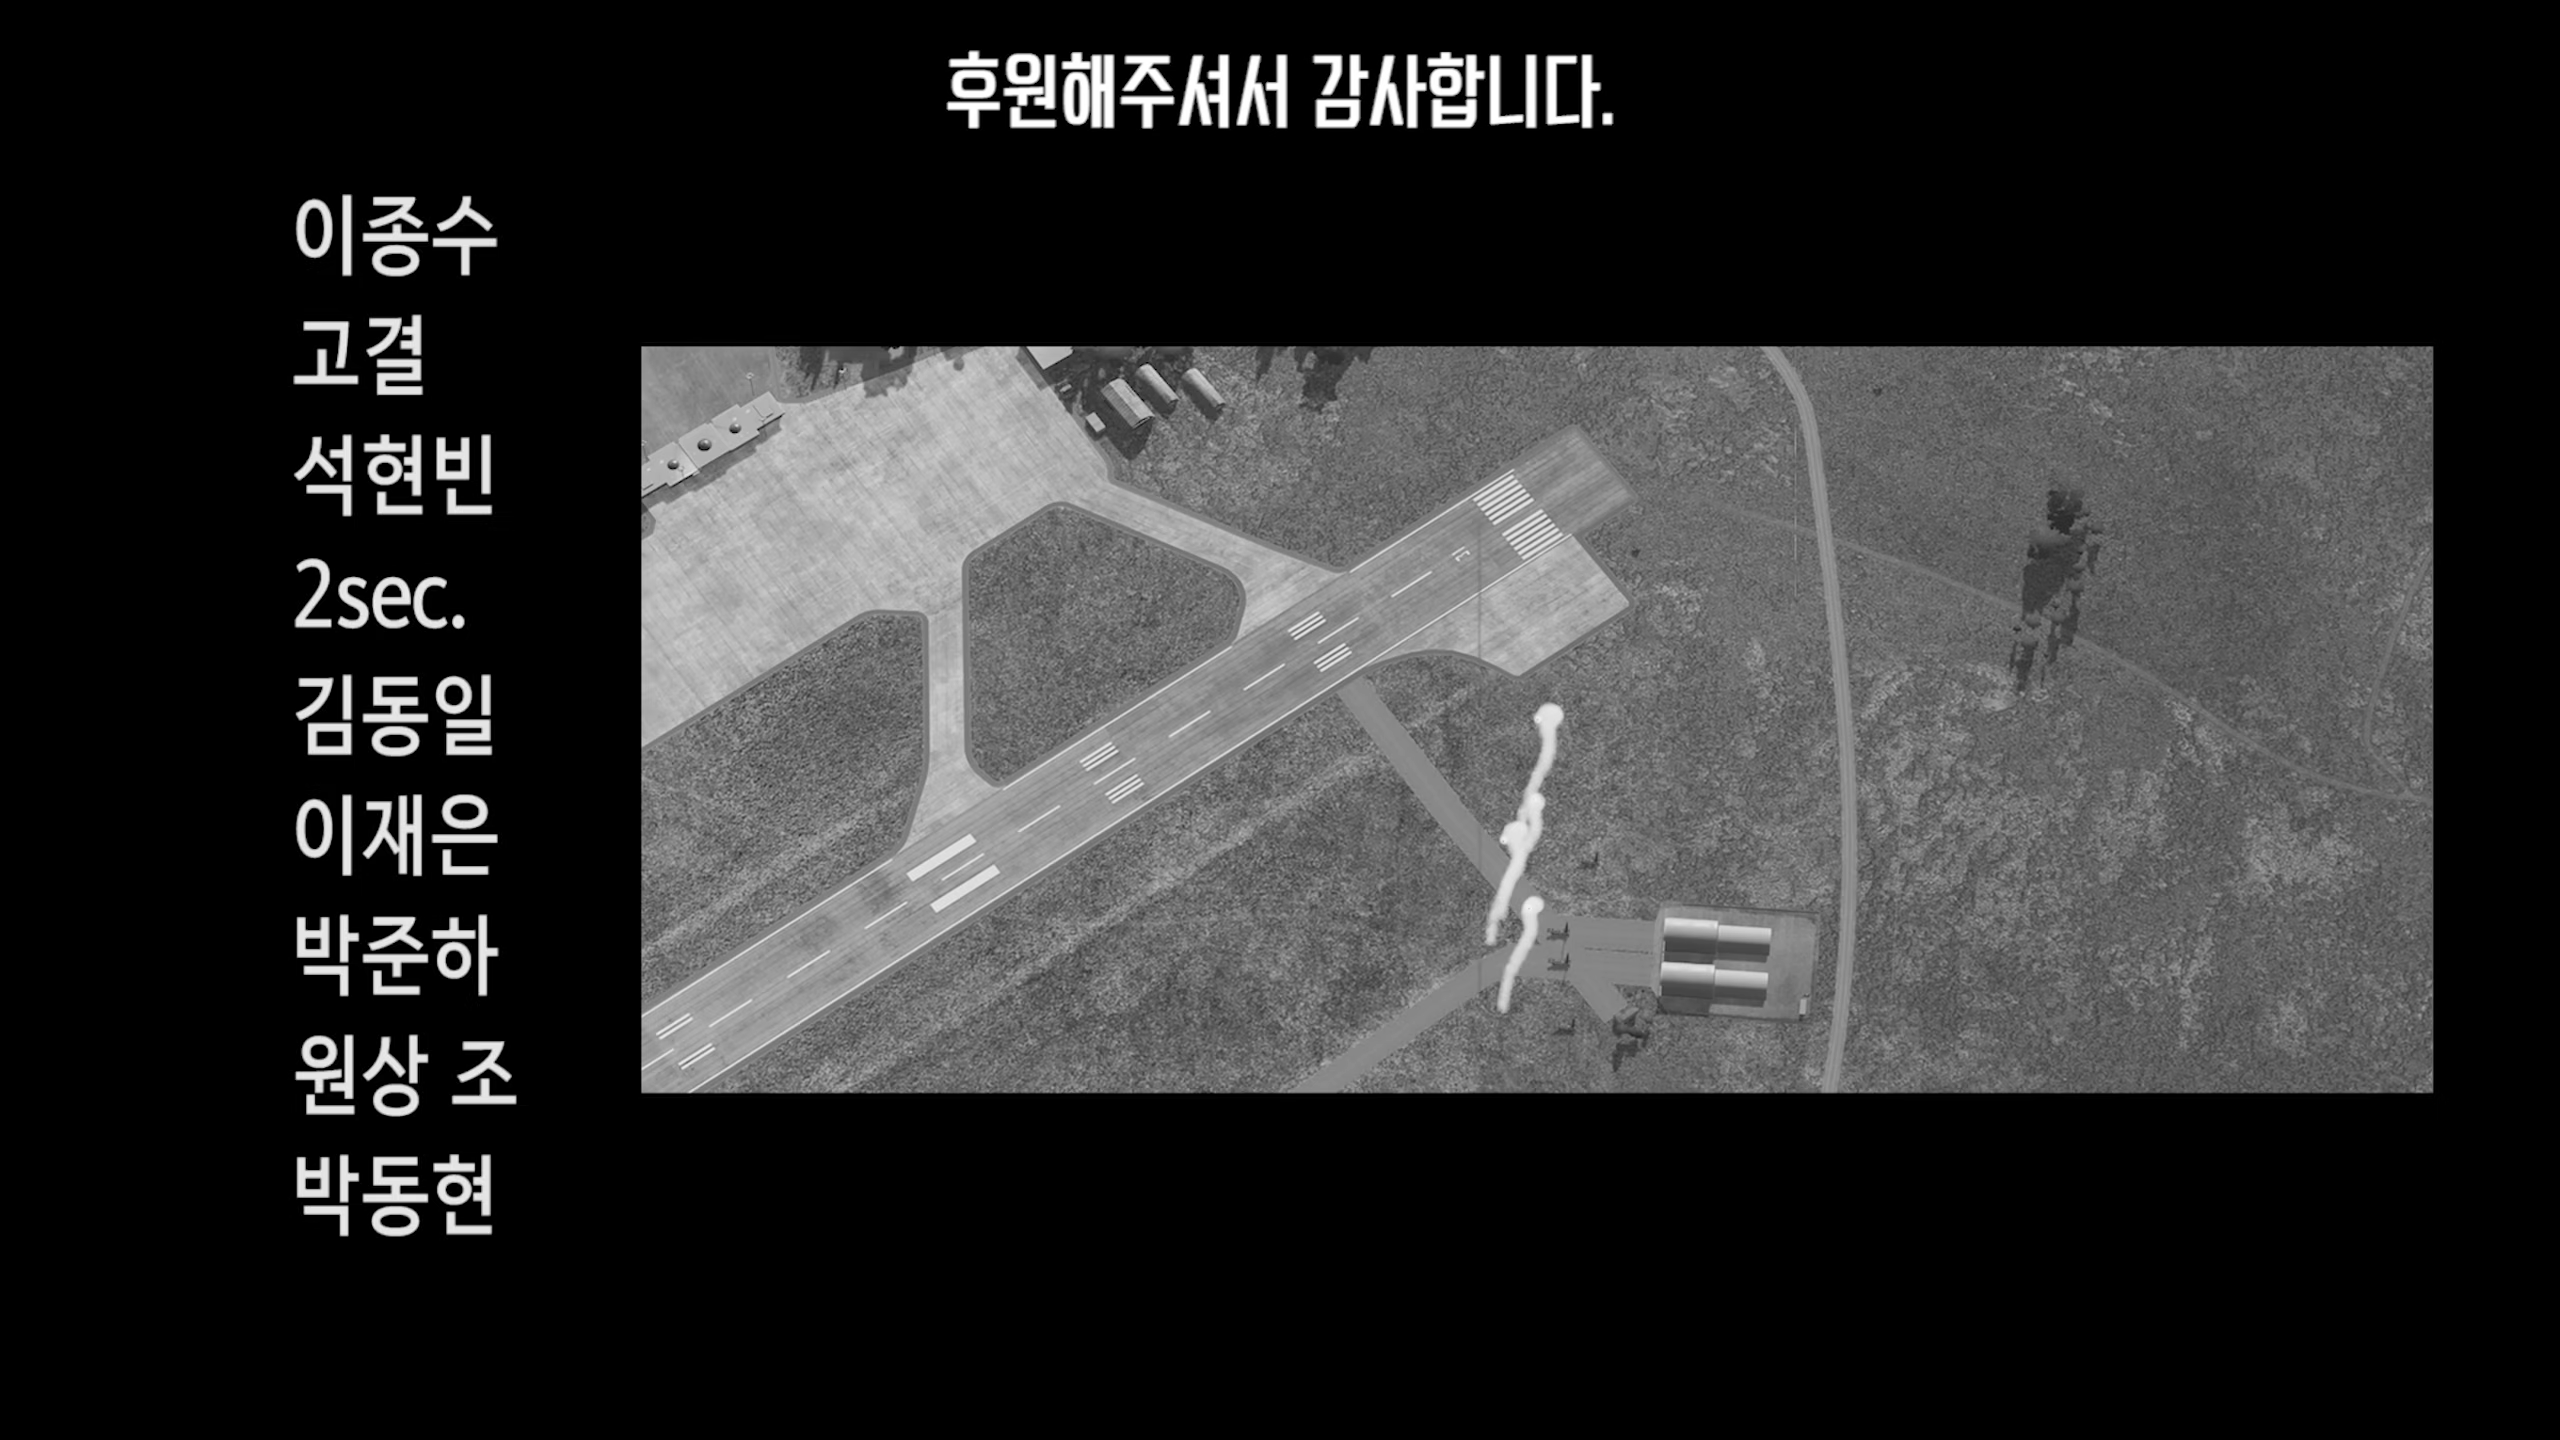 후원해주셔서 감사합니다.
이종수
고결
석현빈
2sec.
김동일
이재은
박준하
원상 조
박동현